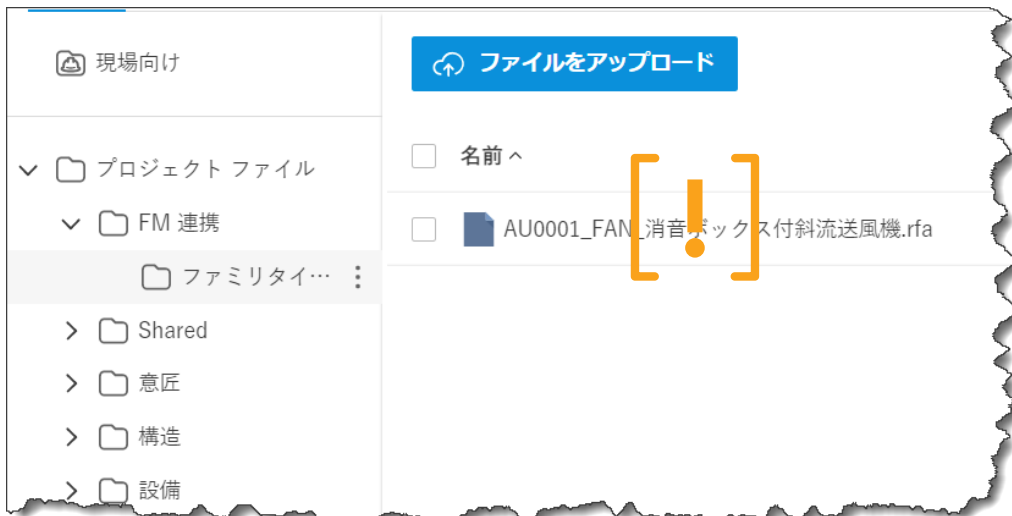 現場向け
プロジェクト ファイル
FM 連携
ファミリタイ…
Shared
意匠
構造
設備
ファイルをアップロード
名前
[!]
AU0001_FAN_消音ボックス付斜流送風機.rfa